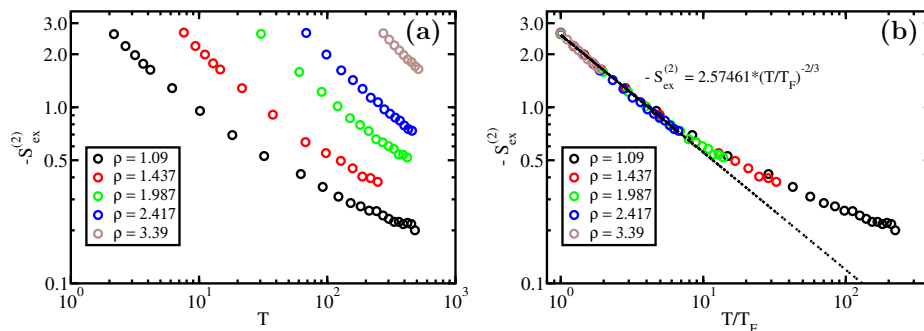 3.0
2.0
1.0
0.5
0.1
-S_ex^(2)
(a)
ρ = 1.09
ρ = 1.437
ρ = 1.987
ρ = 2.417
ρ = 3.39
10^0
10^1
10^2
10^3
T
3.0
2.0
1.0
0.5
0.1
- S_ex^(2)
(b)
- S_ex^(2) = 2.57461*(T/T_F)^-2/3
ρ = 1.09
ρ = 1.437
ρ = 1.987
ρ = 2.417
ρ = 3.39
10^0
10^1
10^2
T/T_F